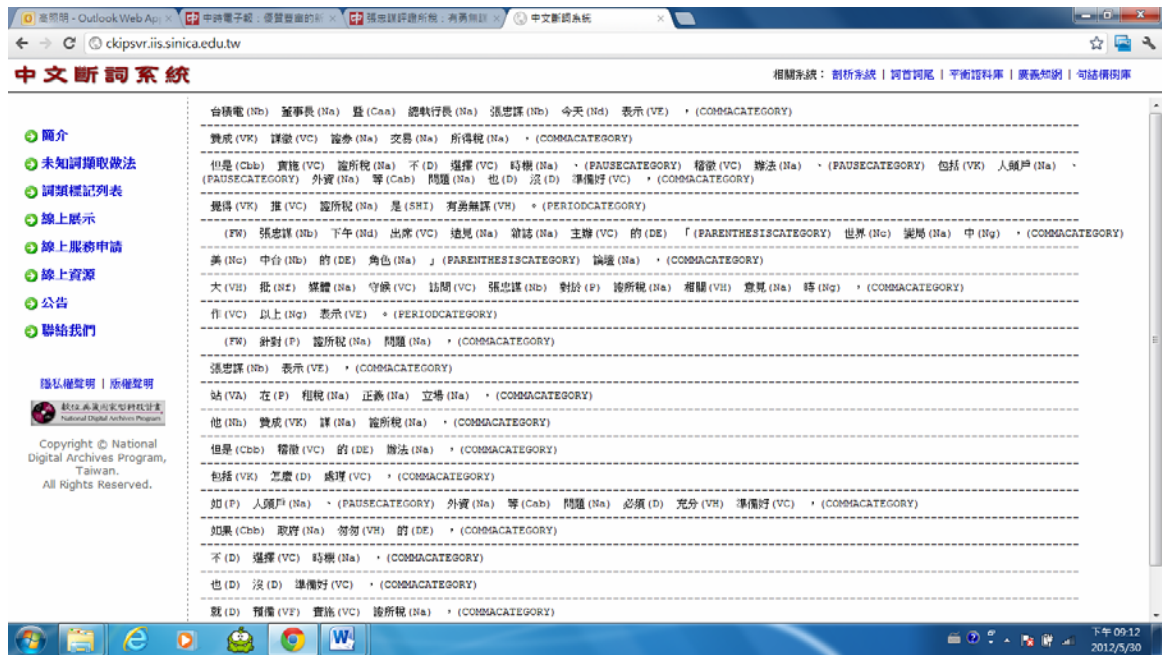 高照明 - Outlook Web Ap
中時電子報：優質豐富的新
張忠謀評證所稅：有勇無謀
中文斷詞系統
ckipsvr.iis.sinica.edu.tw
中文斷詞系統
相關系統： 剖析系統 | 詞首詞尾 | 平衡語料庫 | 廣義知網 | 句結構樹庫
簡介
未知詞擷取做法
詞類標記列表
線上展示
線上服務申請
線上資源
公告
聯絡我們
隱私權聲明 | 版權聲明
數位典藏國家型科技計畫
National Digital Archives Program
Copyright © National
Digital Archives Program,
Taiwan.
All Rights Reserved.
台積電(Nb) 董事長(Na) 暨(Caa) 總執行長(Na) 張忠謀(Nb) 今天(Nd) 表示(VE) ，(COMMACATEGORY)
贊成(VK) 課徵(VC) 證券(Na) 交易(Na) 所得稅(Na) ，(COMMACATEGORY)
但是(Cbb) 實施(VC) 證所稅(Na) 不(D) 選擇(VC) 時機(Na) 、(PAUSECATEGORY) 稽徵(VC) 辦法(Na) 、(PAUSECATEGORY) 包括(VK) 人頭戶(Na) 、
(PAUSECATEGORY) 外資(Na) 等(Cab) 問題(Na) 也(D) 沒(D) 準備好(VC) ，(COMMACATEGORY)
覺得(VK) 推(VC) 證所稅(Na) 是(SHI) 有勇無謀(VH) 。(PERIODCATEGORY)
(FW) 張忠謀(Nb) 下午(Nd) 出席(VC) 遠見(Na) 雜誌(Na) 主辦(VC) 的(DE) 「(PARENTHESISCATEGORY) 世界(Nc) 變局(Na) 中(Ng) ，(COMMACATEGORY)
美(Nc) 中台(Nb) 的(DE) 角色(Na) 」(PARENTHESISCATEGORY) 論壇(Na) ，(COMMACATEGORY)
大(VH) 批(Nf) 媒體(Na) 守候(VC) 訪問(VC) 張忠謀(Nb) 對於(P) 證所稅(Na) 相關(VH) 意見(Na) 時(Ng) ，(COMMACATEGORY)
作(VC) 以上(Ng) 表示(VE) 。(PERIODCATEGORY)
(FW) 針對(P) 證所稅(Na) 問題(Na) ，(COMMACATEGORY)
張忠謀(Nb) 表示(VE) ，(COMMACATEGORY)
站(VA) 在(P) 租稅(Na) 正義(Na) 立場(Na) ，(COMMACATEGORY)
他(Nh) 贊成(VK) 課(Na) 證所稅(Na) ，(COMMACATEGORY)
但是(Cbb) 稽徵(VC) 的(DE) 辦法(Na) ，(COMMACATEGORY)
包括(VK) 怎麼(D) 處理(VC) ，(COMMACATEGORY)
如(P) 人頭戶(Na) 、(PAUSECATEGORY) 外資(Na) 等(Cab) 問題(Na) 必須(D) 充分(VH) 準備好(VC) ，(COMMACATEGORY)
如果(Cbb) 政府(Na) 匆匆(VH) 的(DE) ，(COMMACATEGORY)
不(D) 選擇(VC) 時機(Na) ，(COMMACATEGORY)
也(D) 沒(D) 準備好(VC) ，(COMMACATEGORY)
就(D) 預備(VF) 實施(VC) 證所稅(Na) ，(COMMACATEGORY)
下午 09:12
2012/5/30